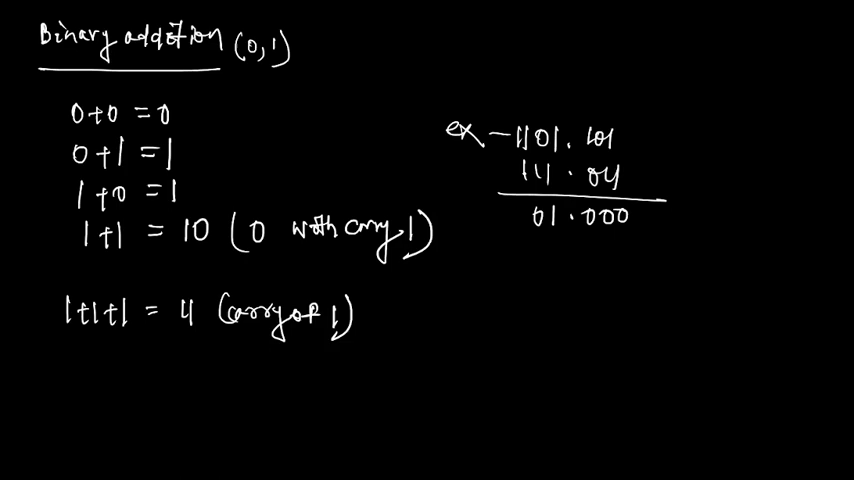 Binary addition (0,1)
0+0 = 0
0+1 = 1
1+0 = 1
1+1 = 10 (0 with carry 1)
1+1+1 = 11 (carry of 1)
ex - 1101.101
111.011
01.000